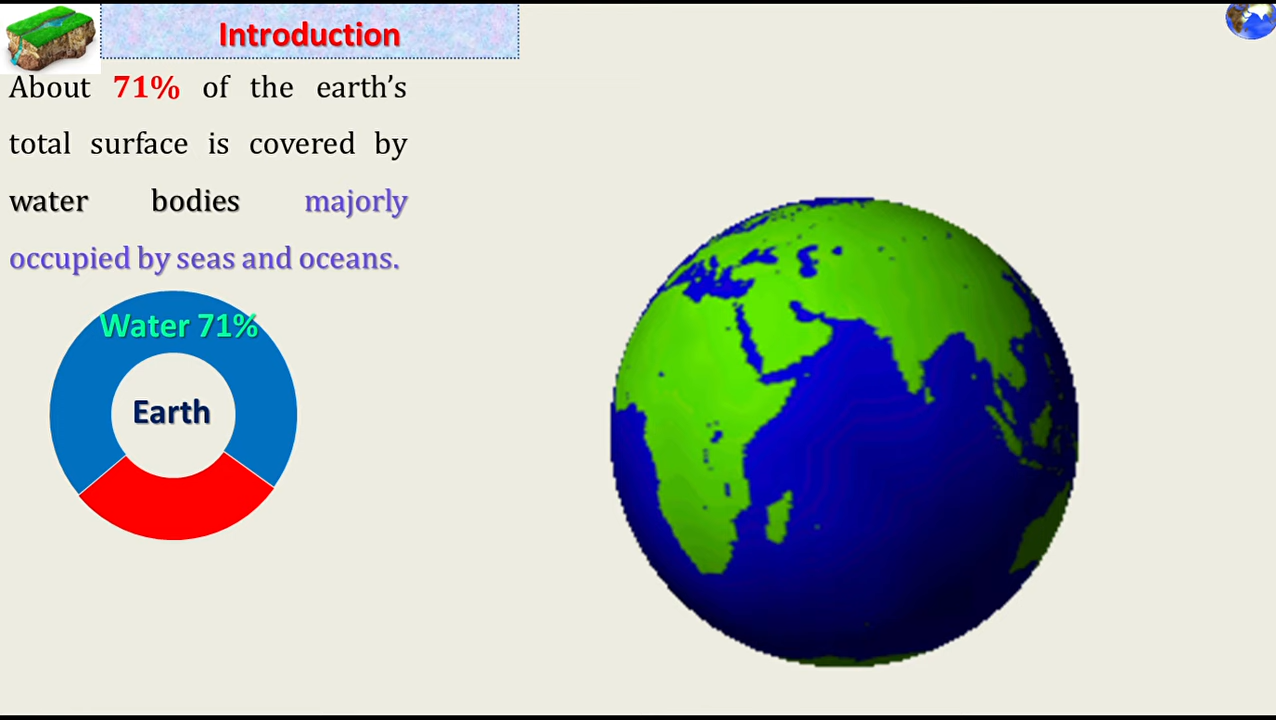 Introduction
About 71% of the earth’s
total surface is covered by
water bodies majorly
occupied by seas and oceans.
Water 71%
Earth